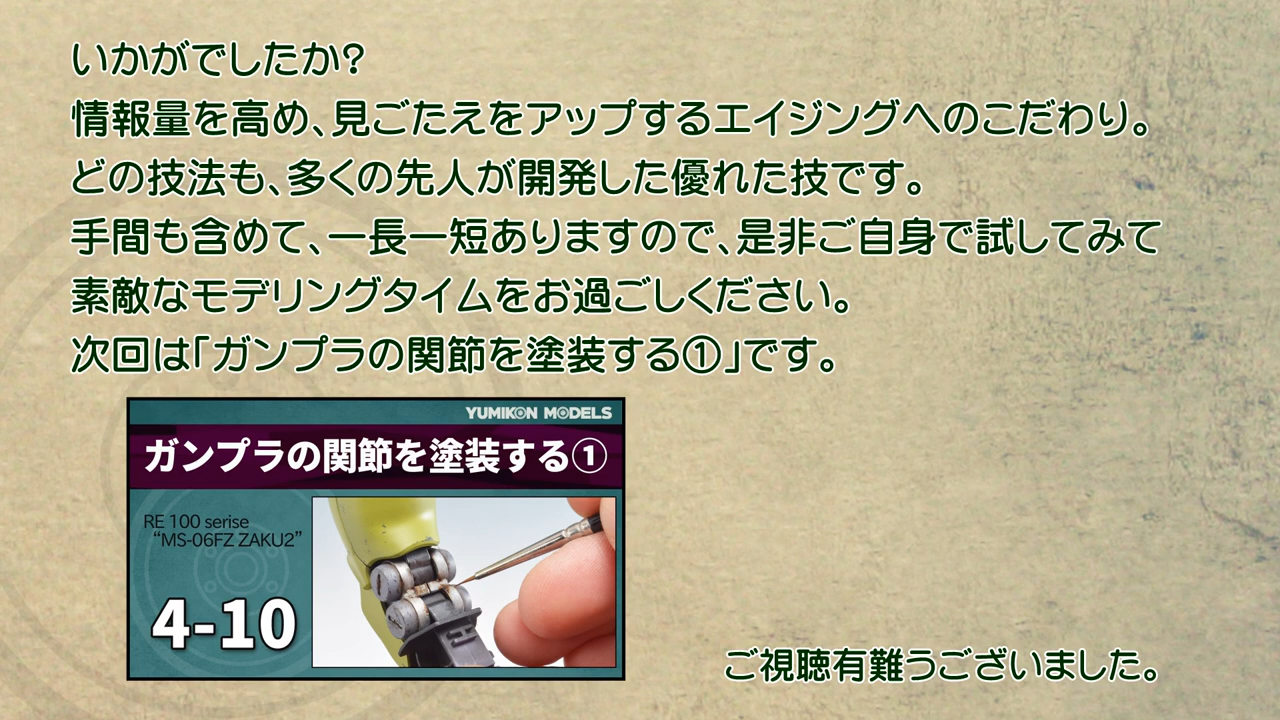 いかがでしたか?
情報量を高め、見ごたえをアップするエイジングへのこだわり。
どの技法も、多くの先人が開発した優れた技です。
手間も含めて、一長一短ありますので、是非ご自身で試してみて
素敵なモデリングタイムをお過ごしください。
次回は「ガンプラの関節を塗装する①」です。
YUMIKON MODELS
ガンプラの関節を塗装する①
RE 100 serise
“MS-06FZ ZAKU2”
4-10
ご視聴有難うございました。